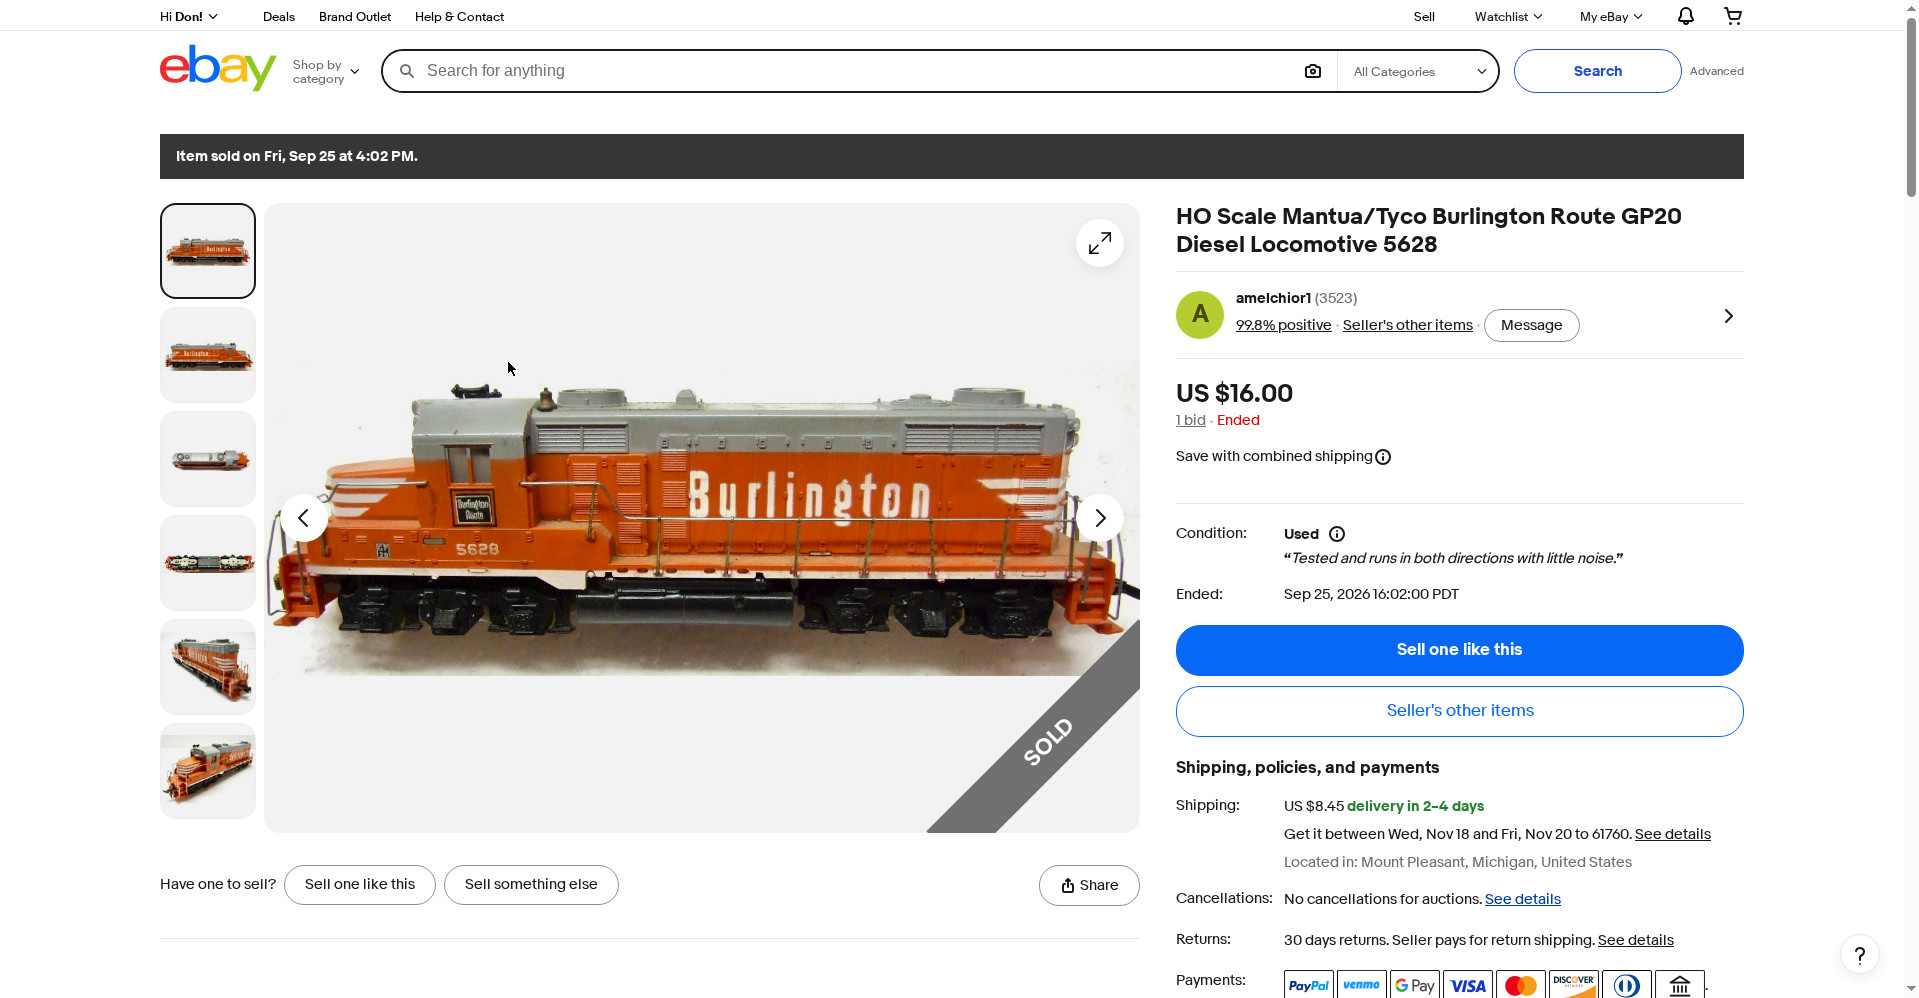 Hi Don!
Deals
Brand Outlet
Help & Contact
Sell
Watchlist
My eBay
ebay
Shop by category
Search for anything
All Categories
Search
Advanced
Item sold on Fri, Sep 25 at 4:02 PM.
Burlington
Burlington Route
5628
SOLD
HO Scale Mantua/Tyco Burlington Route GP20
Diesel Locomotive 5628
A
amelchior1 (3523)
99.8% positive · Seller's other items · Message
US $16.00
1 bid · Ended
Save with combined shipping
Condition: Used
“Tested and runs in both directions with little noise.”
Ended: Sep 25, 2026 16:02:00 PDT
Sell one like this
Seller's other items
Shipping, policies, and payments
Shipping: US $8.45 delivery in 2–4 days
Get it between Wed, Nov 18 and Fri, Nov 20 to 61760. See details
Located in: Mount Pleasant, Michigan, United States
Cancellations: No cancellations for auctions. See details
Returns: 30 days returns. Seller pays for return shipping. See details
Payments: PayPal venmo G Pay VISA DISCOVER
Have one to sell? Sell one like this Sell something else
Share
?